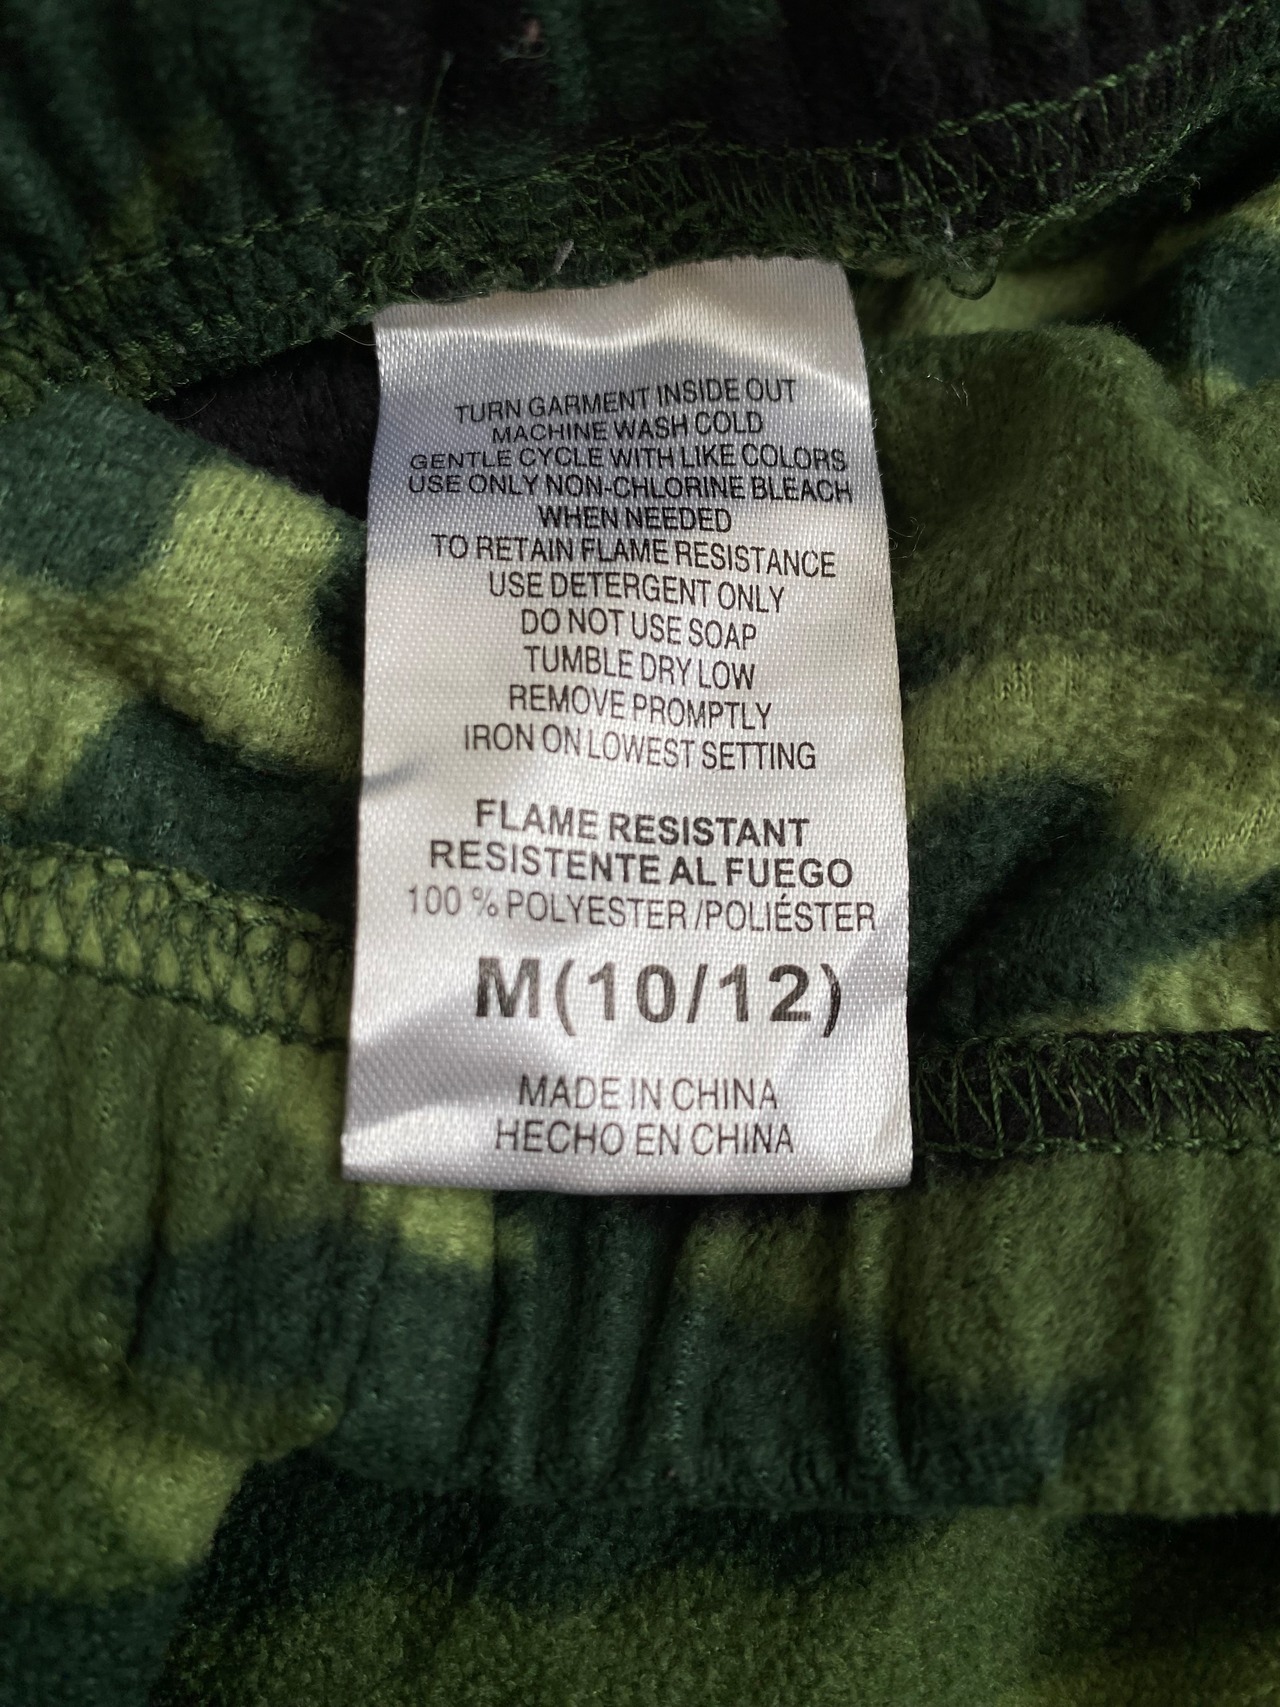 TURN GARMENT INSIDE OUT
MACHINE WASH COLD
GENTLE CYCLE WITH LIKE COLORS
USE ONLY NON-CHLORINE BLEACH
WHEN NEEDED
TO RETAIN FLAME RESISTANCE
USE DETERGENT ONLY
DO NOT USE SOAP
TUMBLE DRY LOW
REMOVE PROMPTLY
IRON ON LOWEST SETTING
FLAME RESISTANT
RESISTENTE AL FUEGO
100 % POLYESTER /POLIÉSTER
M(10/12)
MADE IN CHINA
HECHO EN CHINA